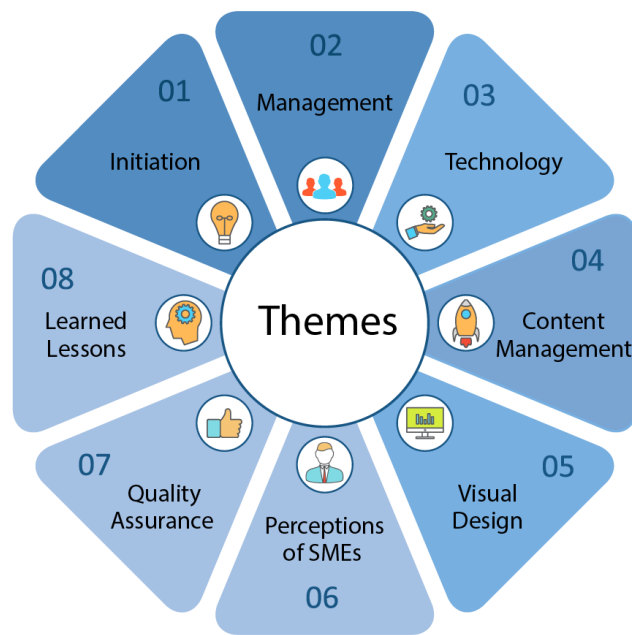 Themes
01
Initiation
02
Management
03
Technology
04
Content
Management
05
Visual
Design
Perceptions
of SMEs
06
07
Quality
Assurance
08
Learned
Lessons